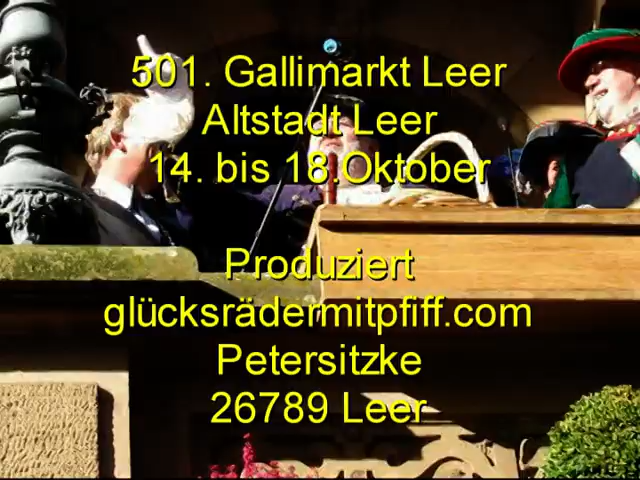 501. Gallimarkt Leer
Altstadt Leer
14. bis 18.Oktober
Produziert
glücksrädermitpfiff.com
Petersitzke
26789 Leer